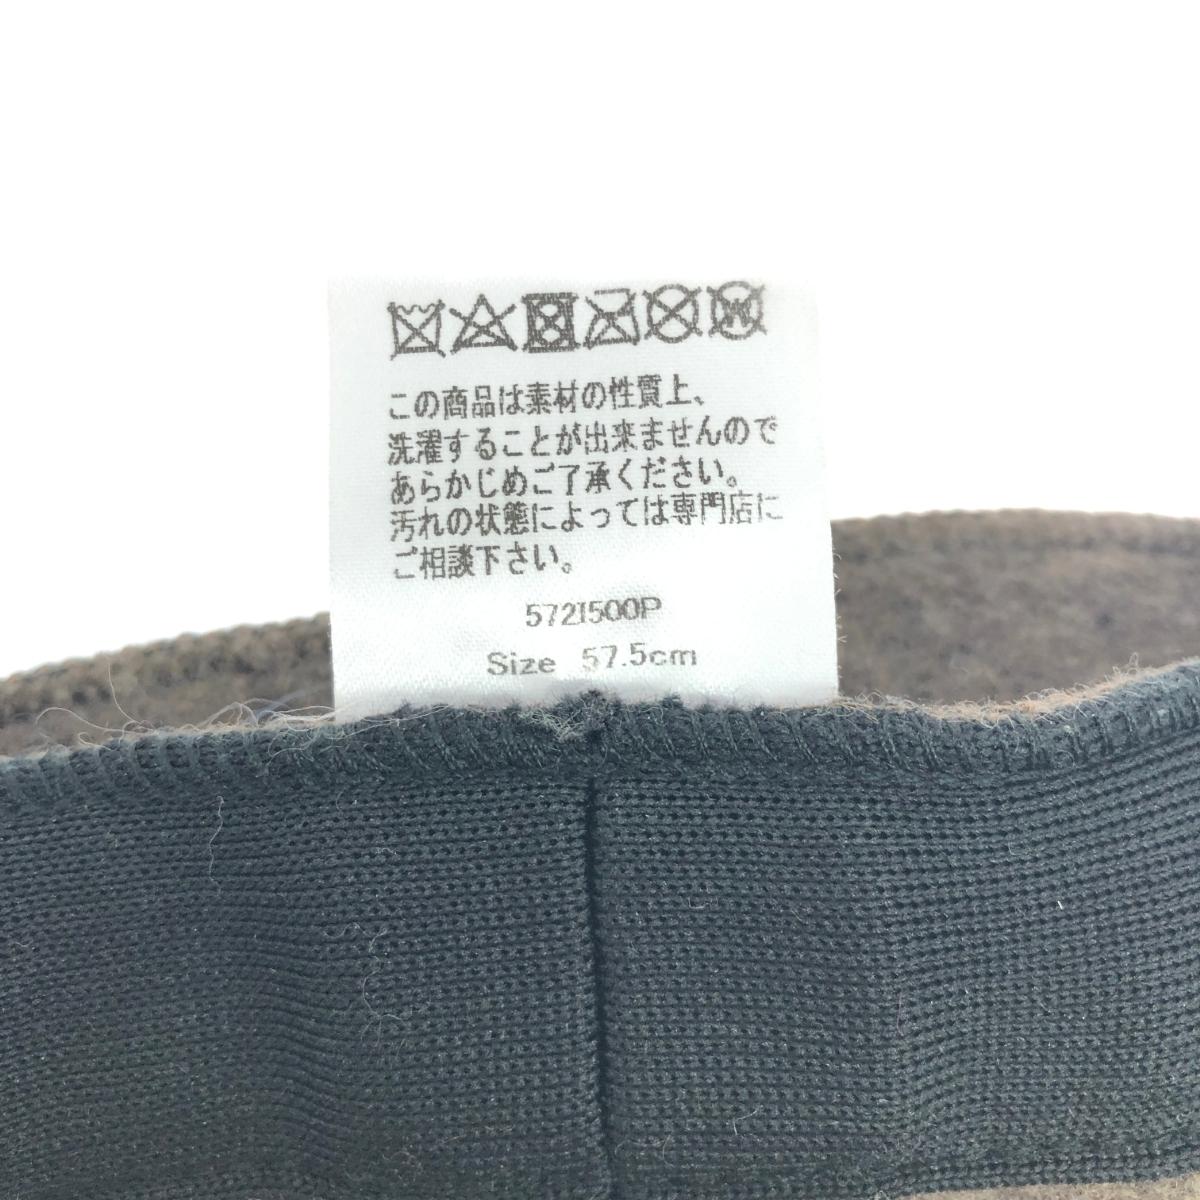 この商品は素材の性質上、
洗濯することが出来ませんので
あらかじめご了承ください。
汚れの状態によっては専門店に
ご相談下さい。
5721500P
Size 57.5cm